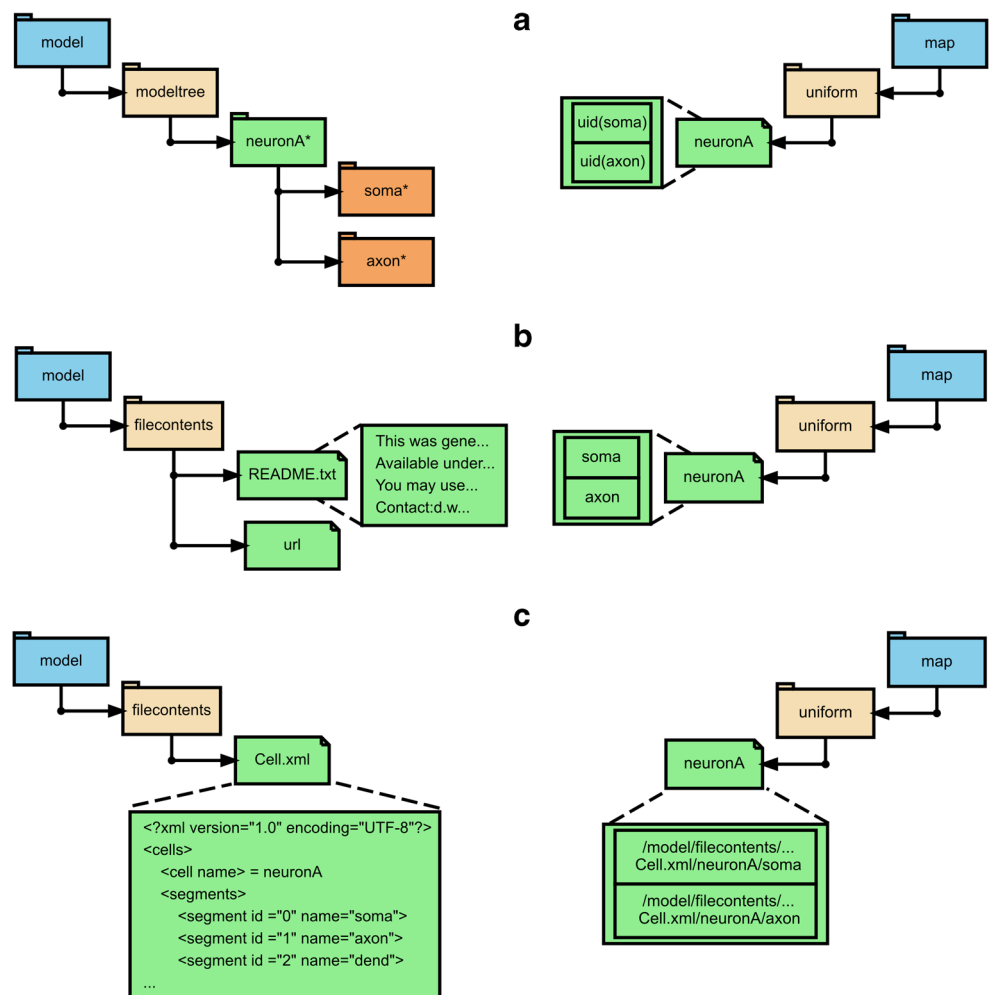 a
model
modeltree
neuronA*
soma*
axon*
map
uniform
neuronA
uid(soma)
uid(axon)
b
model
filecontents
README.txt
This was gene...
Available under...
You may use...
Contact:d.w...
url
map
uniform
neuronA
soma
axon
c
model
filecontents
Cell.xml
<?xml version="1.0" encoding="UTF-8"?>
<cells>
<cell name> = neuronA
<segments>
<segment id ="0" name="soma">
<segment id ="1" name="axon">
<segment id ="2" name="dend">
...
map
uniform
neuronA
/model/filecontents/...
Cell.xml/neuronA/soma
/model/filecontents/...
Cell.xml/neuronA/axon